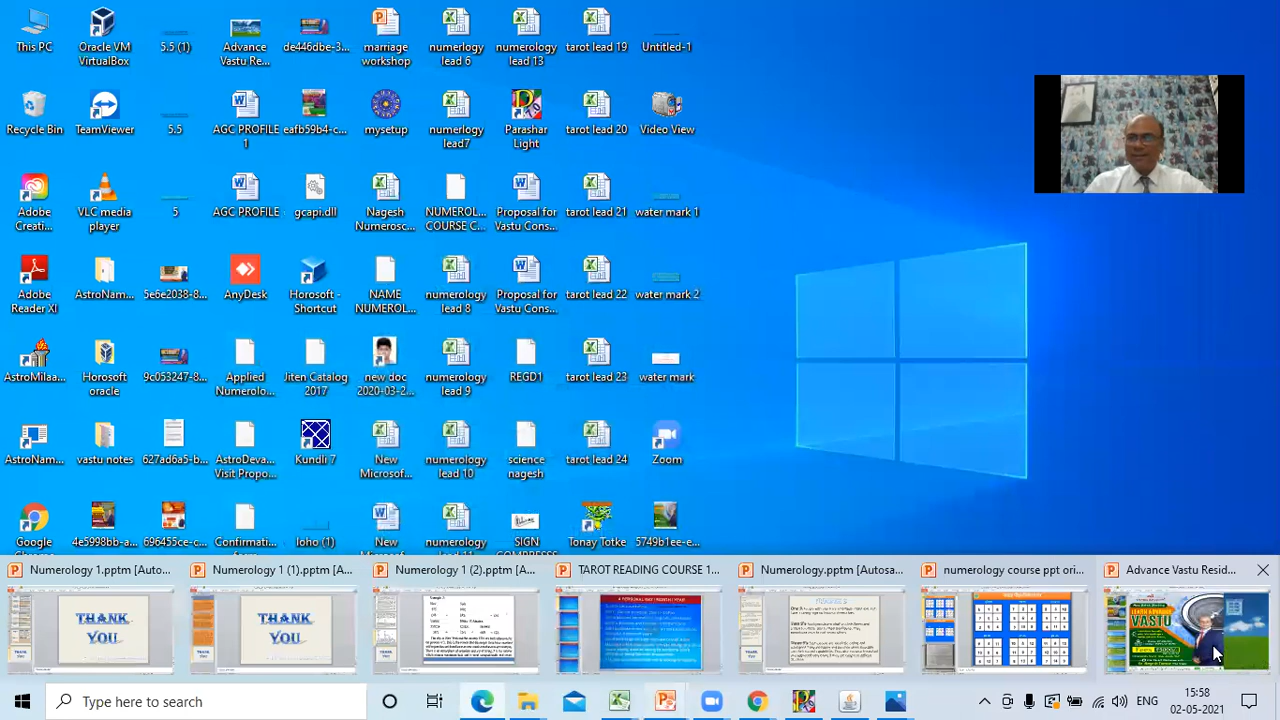 This PC
Oracle VM
VirtualBox
5.5 (1)
Advance
Vastu Re...
de446dbe-3...
marriage
workshop
numerlogy
lead 6
numerology
lead 13
tarot lead 19
Untitled-1
Recycle Bin
TeamViewer
5.5
AGC PROFILE
1
eafb59b4-c...
mysetup
numerlogy
lead7
Parashar
Light
tarot lead 20
Video View
Adobe
Creati...
VLC media
player
5
AGC PROFILE
gcapi.dll
Nagesh
Numerosc...
NUMEROL...
COURSE C...
Proposal for
Vastu Cons...
tarot lead 21
water mark 1
Adobe
Reader XI
AstroNam...
5e6e2038-8...
AnyDesk
Horosoft -
Shortcut
NAME
NUMEROL...
numerology
lead 8
Proposal for
Vastu Cons...
tarot lead 22
water mark 2
AstroMilaa...
Horosoft
oracle
9c053247-8...
Applied
Numerolo...
Jiten Catalog
2017
new doc
2020-03-2...
numerology
lead 9
REGD1
tarot lead 23
water mark
AstroNam...
vastu notes
627ad6a5-b...
AstroDeva...
Visit Propo...
Kundli 7
New
Microsof...
numerology
lead 10
science
nagesh
tarot lead 24
Zoom
Google
Chrome
4e5998bb-a...
696455ce-c...
Confirmati...
loho (1)
New
Microsof...
numerology
lead 11
SIGN
COMPRESS
Tonay Totke
5749b1ee-e...
Numerology 1.pptm [Auto...
Numerology 1 (1).pptm [A...
Numerology 1 (2).pptm [A...
TAROT READING COURSE 1...
Numerology.pptm [Autosa...
numerology course ppt ori...
Advance Vastu Resid...
THANK
YOU
THANK
YOU
VASTU
Type here to search
ENG
15:58
02-05-2021